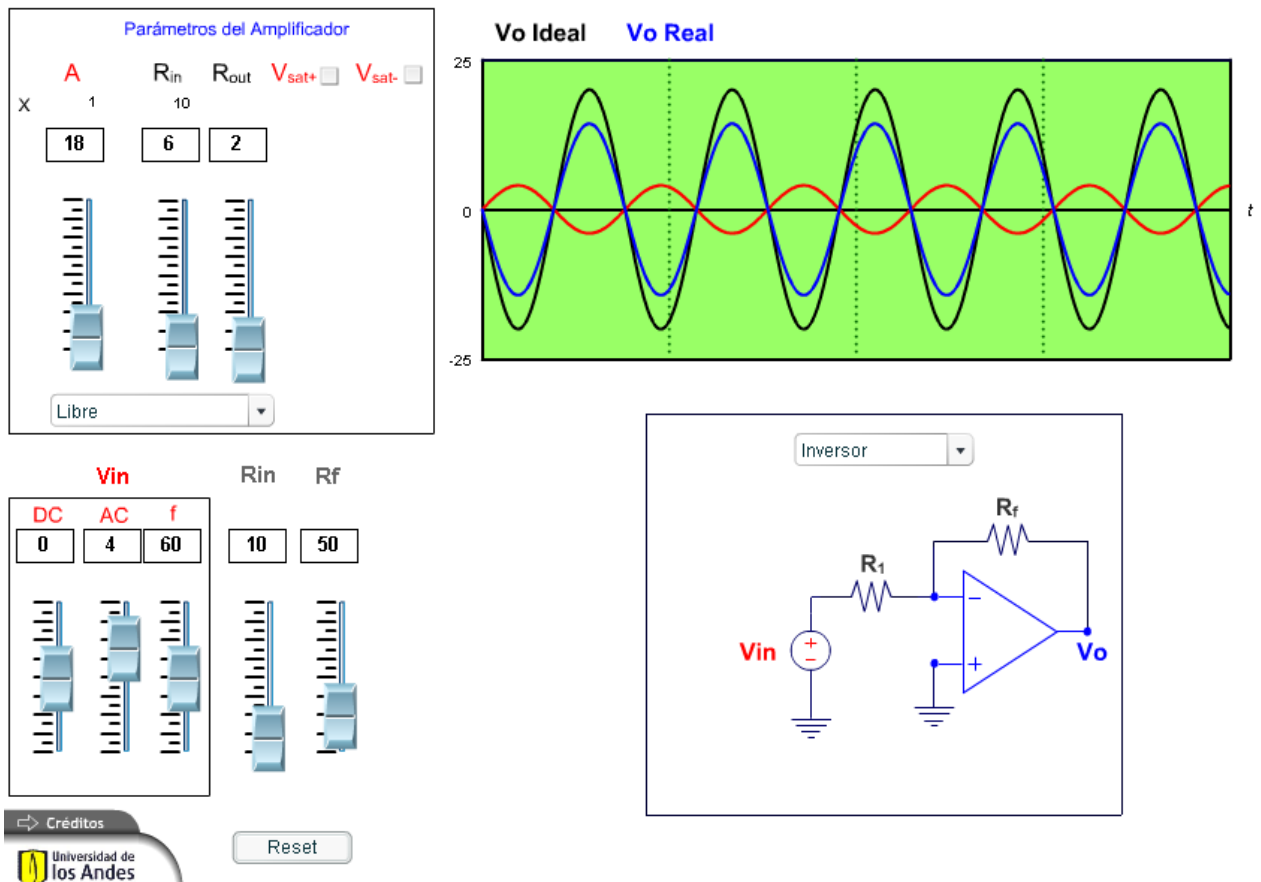 Parámetros del Amplificador
A Rin Rout Vsat+ Vsat-
X 1 10
18 6 2
Libre
Vo Ideal Vo Real
25
0
-25
t
Vin Rin Rf
DC AC f
0 4 60 10 50
Inversor
Rf
R1
Vin
+
−
−
+
Vo
Créditos
Universidad de
los Andes
Reset